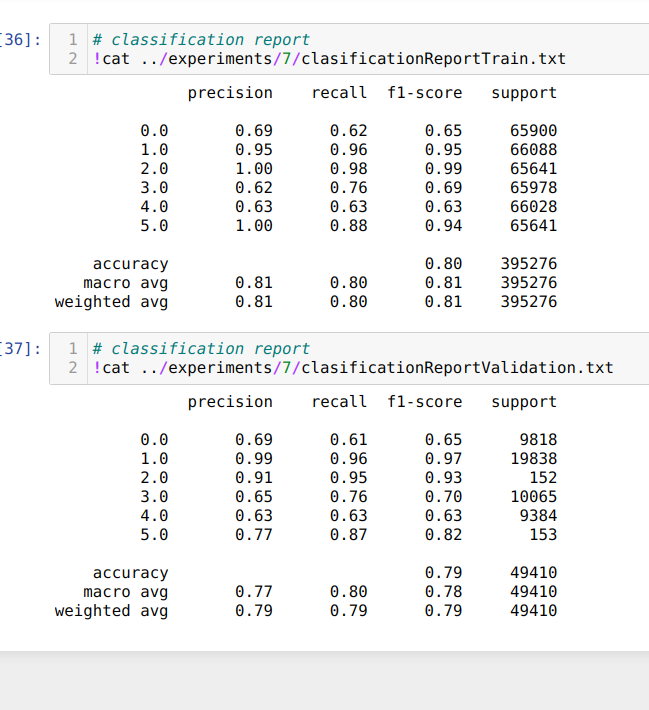 [36]: 1 # classification report
2 !cat ../experiments/7/clasificationReportTrain.txt
precision recall f1-score support
0.0 0.69 0.62 0.65 65900
1.0 0.95 0.96 0.95 66088
2.0 1.00 0.98 0.99 65641
3.0 0.62 0.76 0.69 65978
4.0 0.63 0.63 0.63 66028
5.0 1.00 0.88 0.94 65641
accuracy 0.80 395276
macro avg 0.81 0.80 0.81 395276
weighted avg 0.81 0.80 0.81 395276
[37]: 1 # classification report
2 !cat ../experiments/7/clasificationReportValidation.txt
precision recall f1-score support
0.0 0.69 0.61 0.65 9818
1.0 0.99 0.96 0.97 19838
2.0 0.91 0.95 0.93 152
3.0 0.65 0.76 0.70 10065
4.0 0.63 0.63 0.63 9384
5.0 0.77 0.87 0.82 153
accuracy 0.79 49410
macro avg 0.77 0.80 0.78 49410
weighted avg 0.79 0.79 0.79 49410